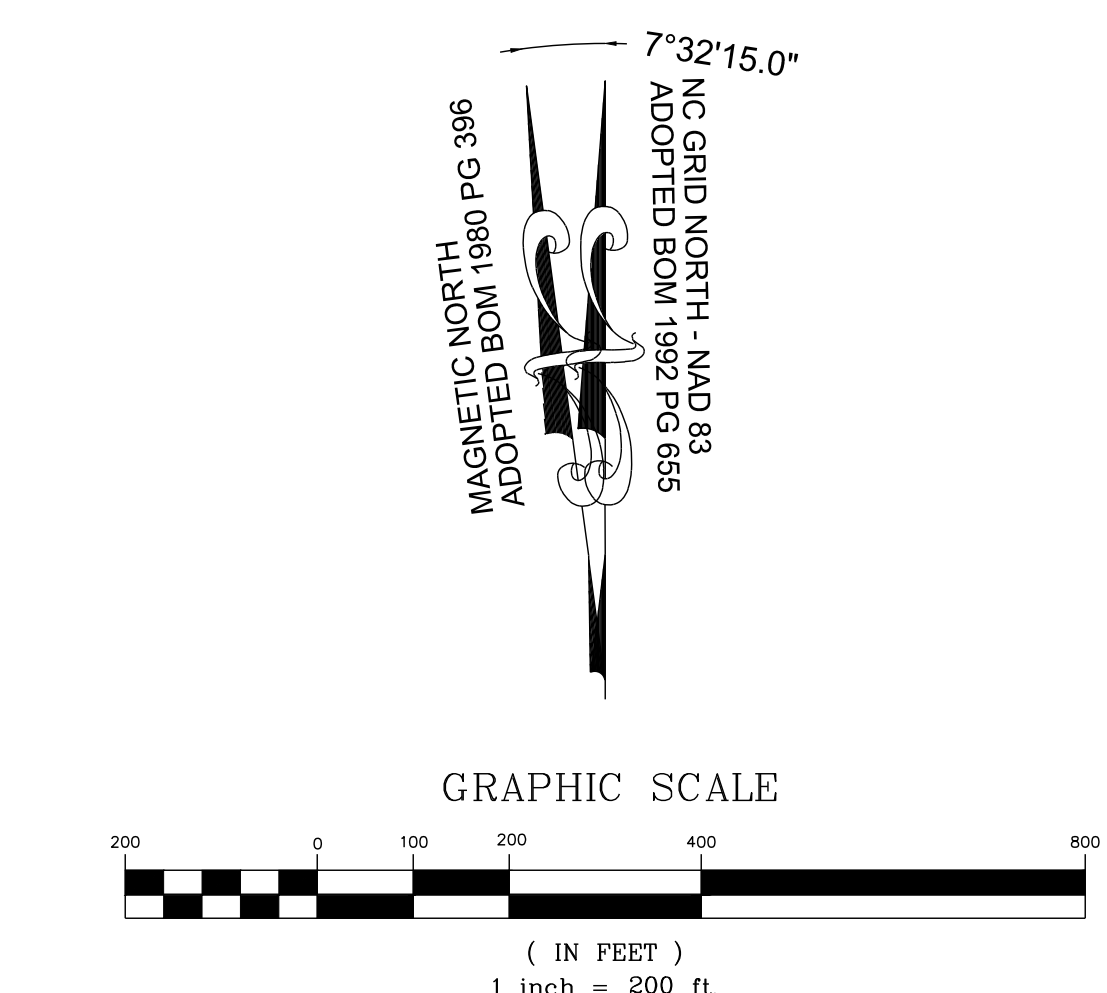 7°32'15.0"
MAGNETIC NORTH
ADOPTED BOM 1980 PG 396
NC GRID NORTH - NAD 83
ADOPTED BOM 1992 PG 655
GRAPHIC SCALE
200 0 100 200 400 800
( IN FEET )
1 inch = 200 ft.